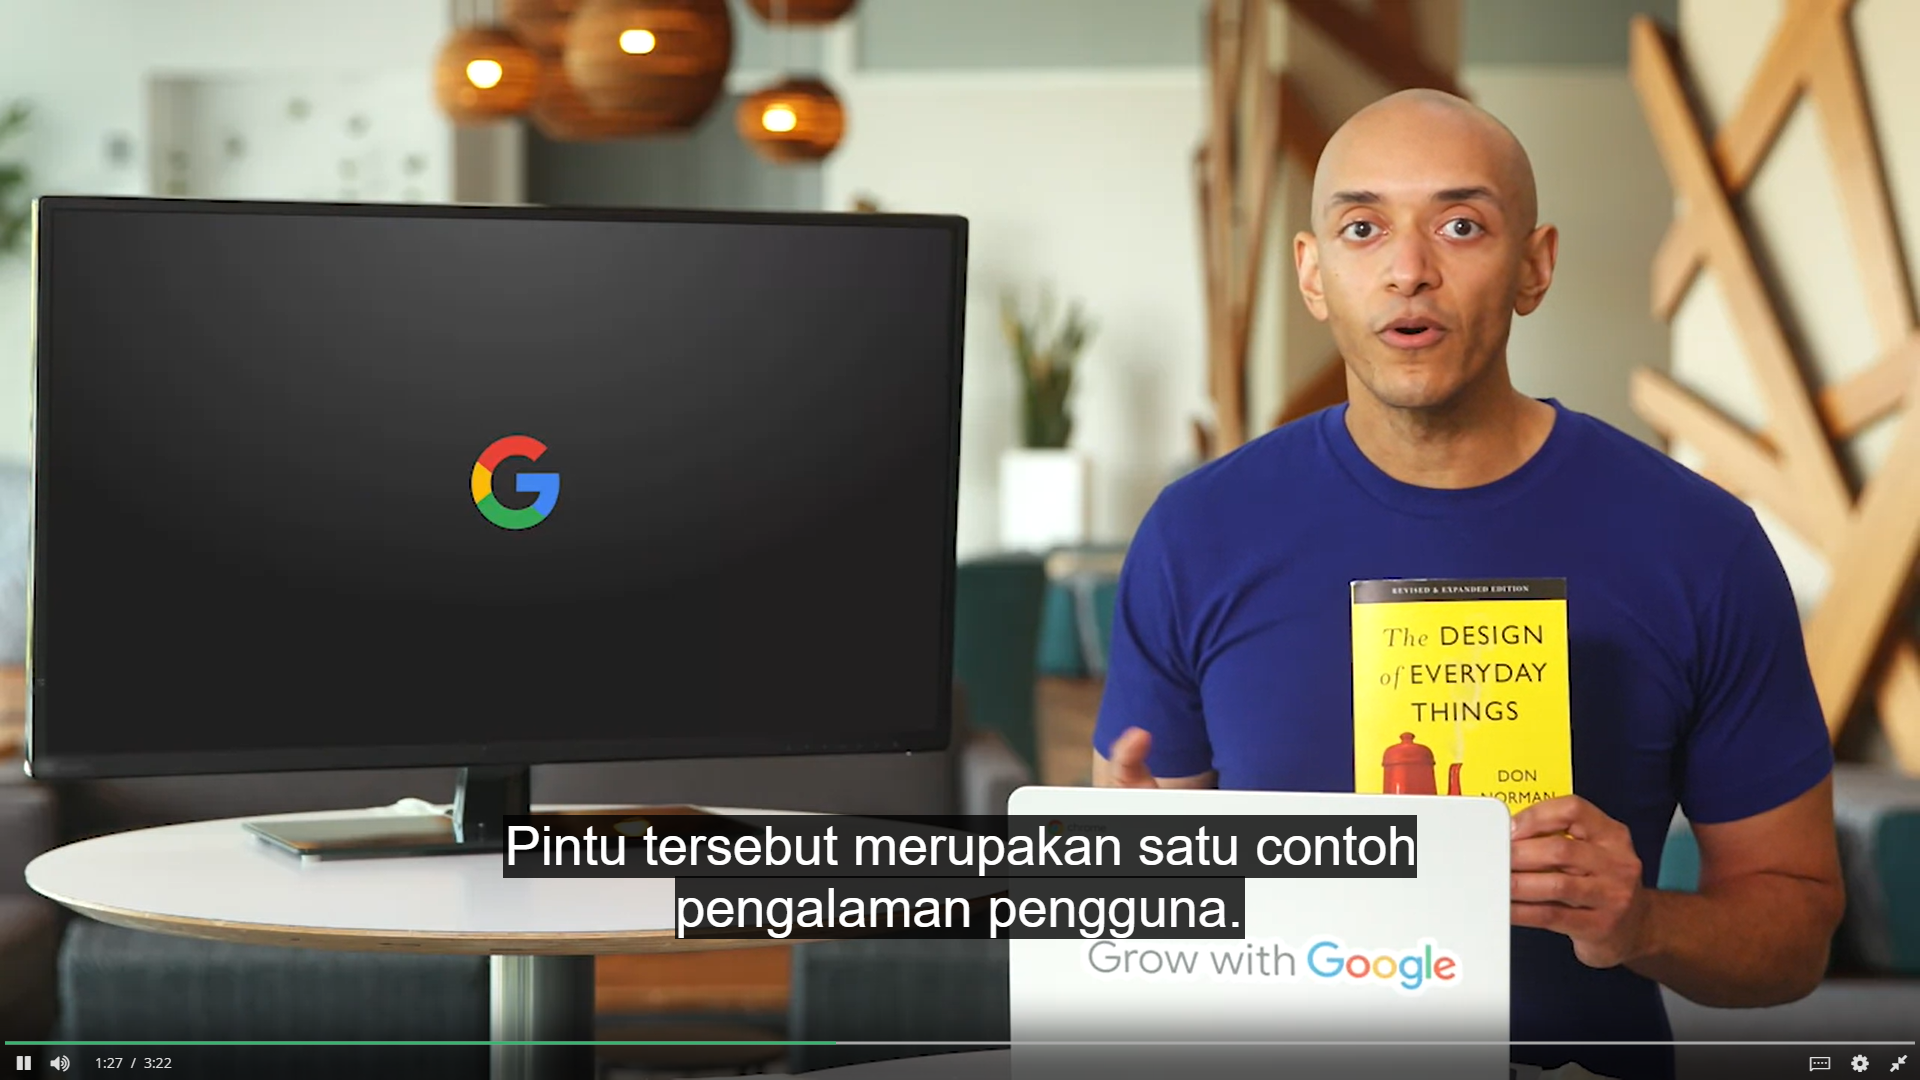 REVISED & EXPANDED EDITION
The DESIGN
of EVERYDAY
THINGS
DON
NORMAN
Pintu tersebut merupakan satu contoh
pengalaman pengguna.
Grow with Google
1:27 / 3:22